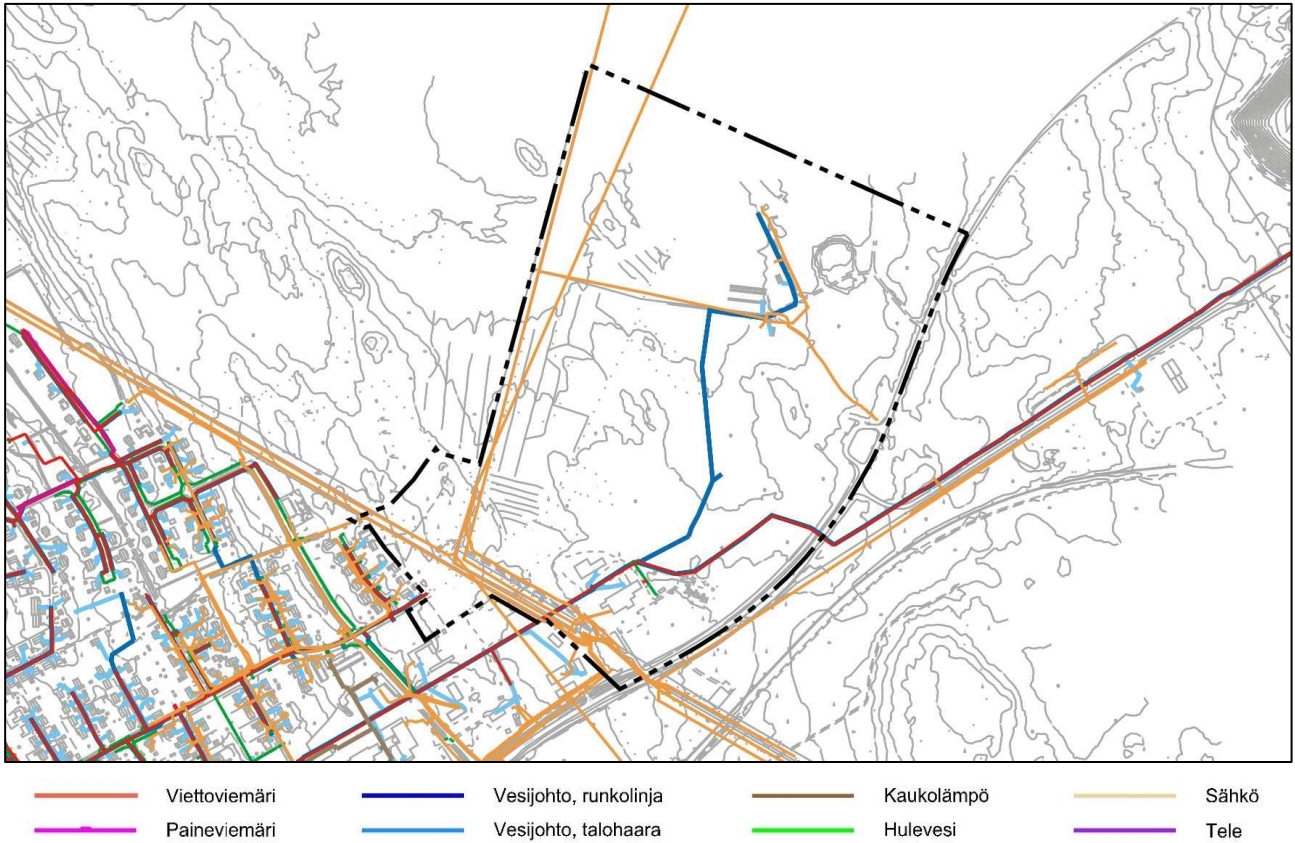 Viettoviemäri
Vesijohto, runkolinja
Kaukolämpö
Sähkö
Paineviemäri
Vesijohto, talohaara
Hulevesi
Tele